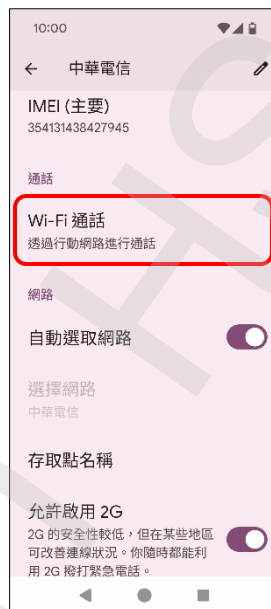 10:00
中華電信
IMEI (主要)
354131438427945
通話
Wi-Fi 通話
透過行動網路進行通話
網路
自動選取網路
選擇網路
中華電信
存取點名稱
允許啟用 2G
2G 的安全性較低，但在某些地區
可改善連線狀況。你隨時都能利
用 2G 撥打緊急電話。